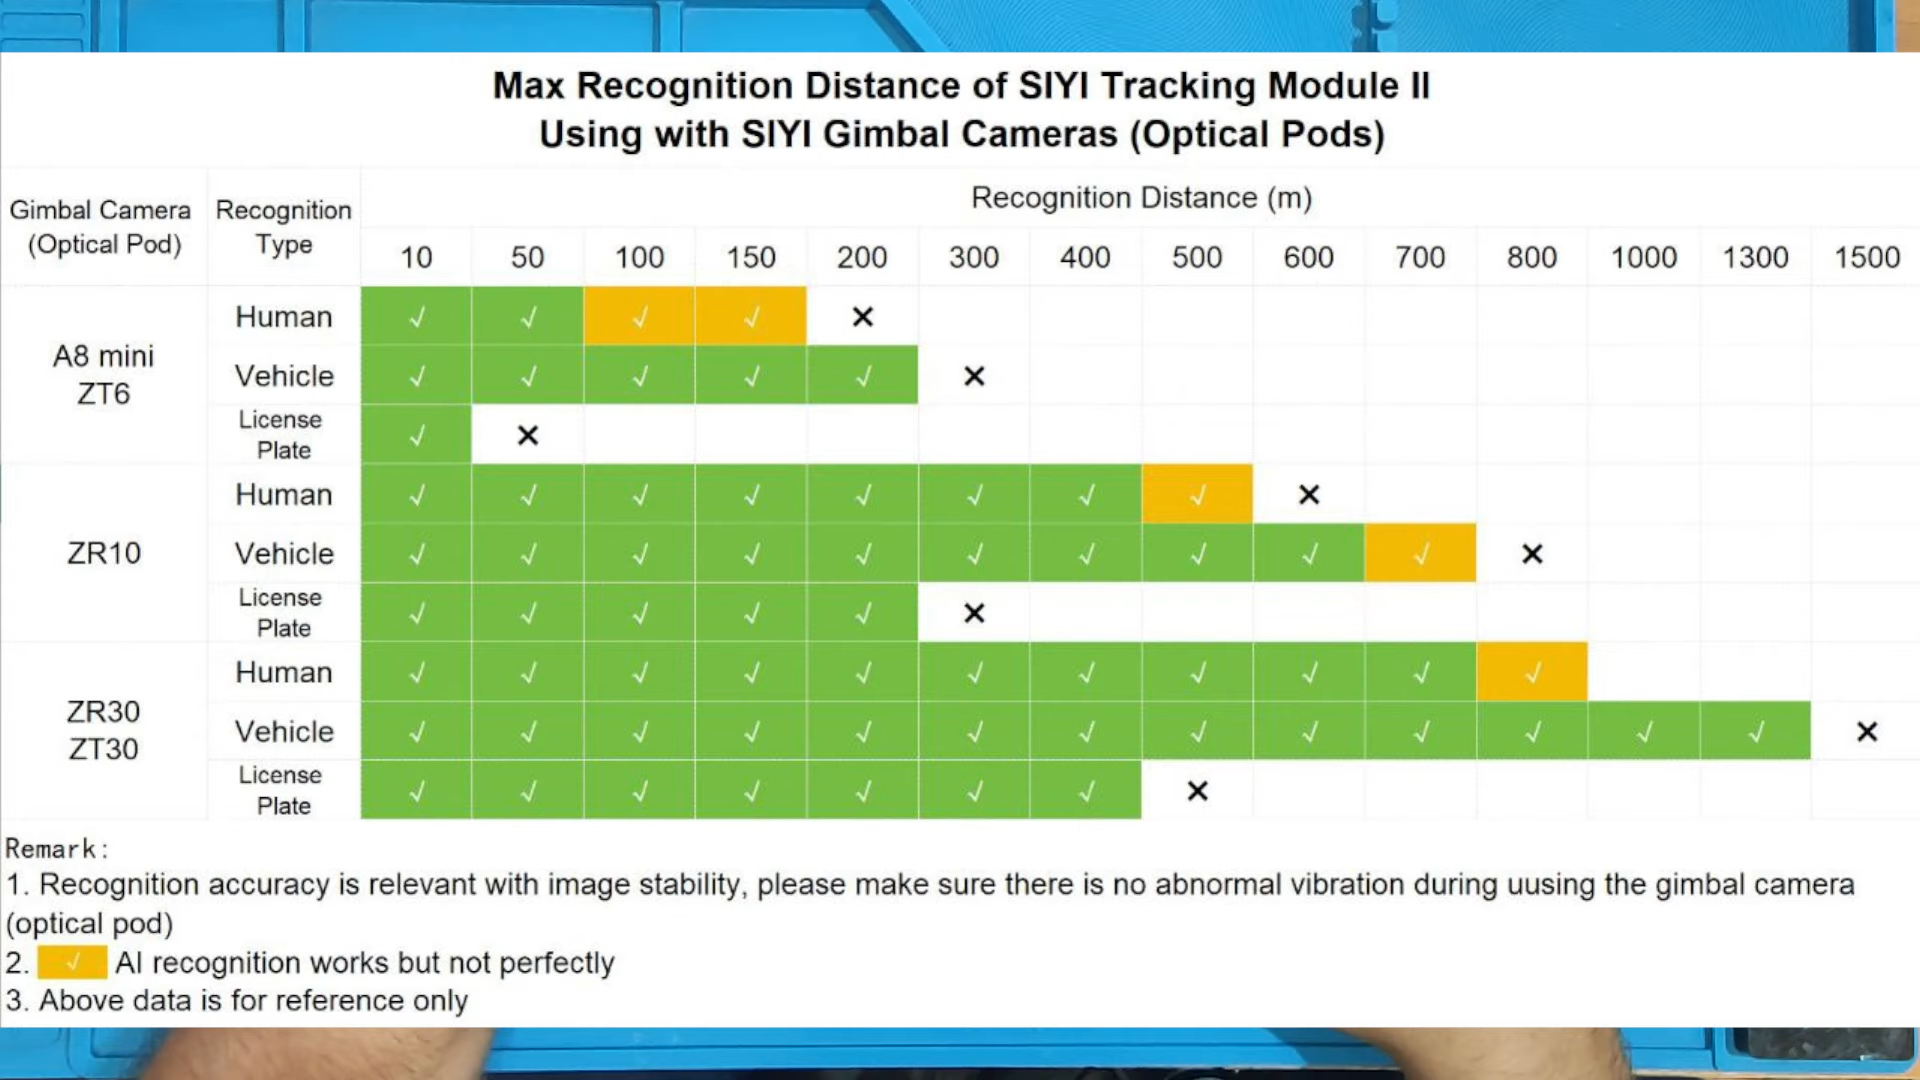 Max Recognition Distance of SIYI Tracking Module II
Using with SIYI Gimbal Cameras (Optical Pods)
Gimbal Camera
(Optical Pod)
Recognition
Type
Recognition Distance (m)
10 50 100 150 200 300 400 500 600 700 800 1000 1300 1500
A8 mini
ZT6
Human √ √ √ √ ×
Vehicle √ √ √ √ √ ×
License
Plate √ ×
ZR10
Human √ √ √ √ √ √ √ √ ×
Vehicle √ √ √ √ √ √ √ √ √ √ ×
License
Plate √ √ √ √ √ ×
ZR30
ZT30
Human √ √ √ √ √ √ √ √ √ √ √
Vehicle √ √ √ √ √ √ √ √ √ √ √ √ √ ×
License
Plate √ √ √ √ √ √ √ ×
Remark:
1. Recognition accuracy is relevant with image stability, please make sure there is no abnormal vibration during uusing the gimbal camera
(optical pod)
2. √ AI recognition works but not perfectly
3. Above data is for reference only